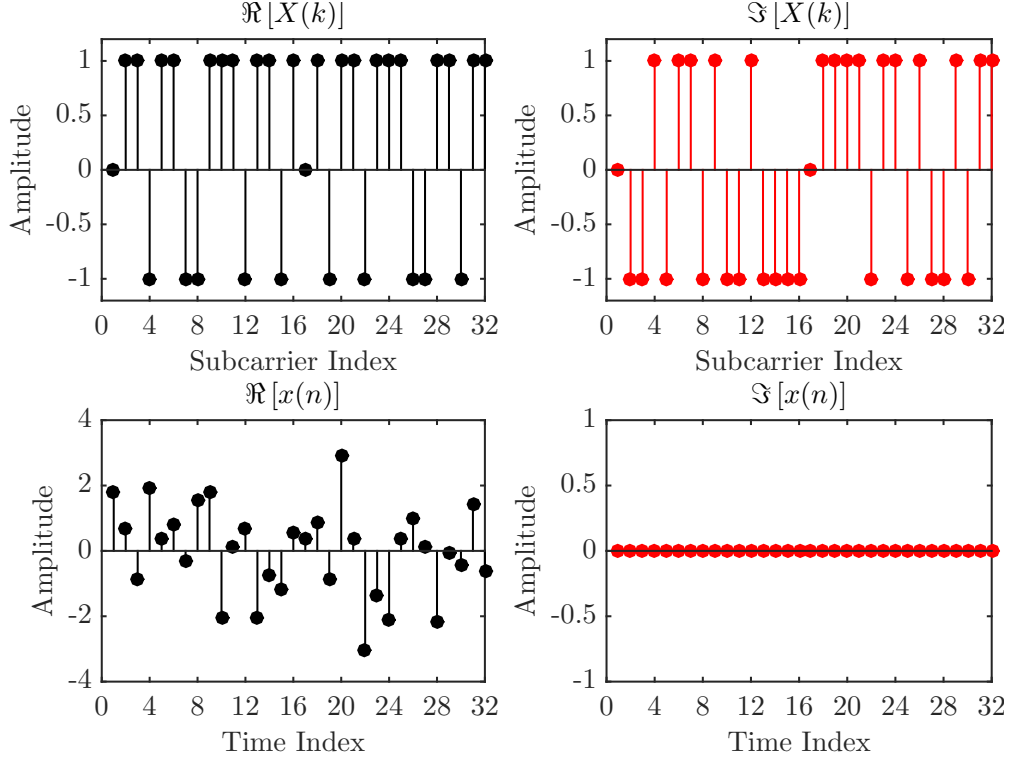 ℜ [X(k)]
1
0.5
0
-0.5
-1
Amplitude
0 4 8 12 16 20 24 28 32
Subcarrier Index
ℑ [X(k)]
1
0.5
0
-0.5
-1
Amplitude
0 4 8 12 16 20 24 28 32
Subcarrier Index
ℜ [x(n)]
4
2
0
-2
-4
Amplitude
0 4 8 12 16 20 24 28 32
Time Index
ℑ [x(n)]
1
0.5
0
-0.5
-1
Amplitude
0 4 8 12 16 20 24 28 32
Time Index